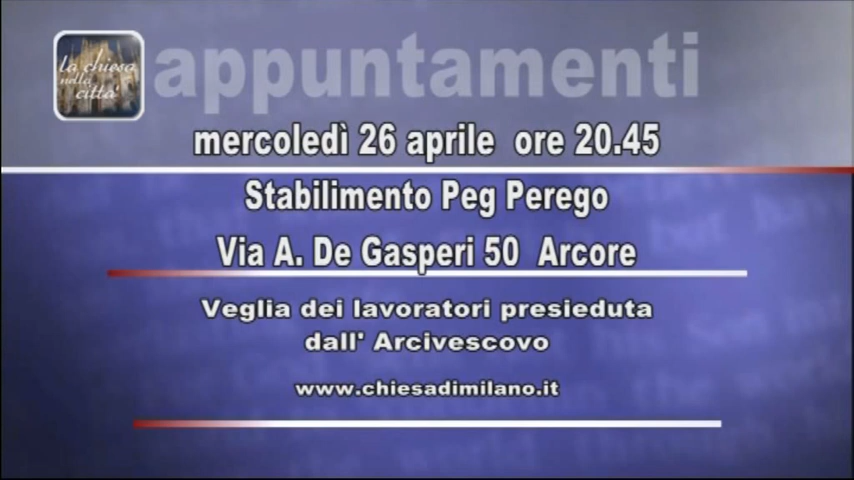 la chiesa
nella
città
appuntamenti
mercoledì 26 aprile ore 20.45
Stabilimento Peg Perego
Via A. De Gasperi 50 Arcore
Veglia dei lavoratori presieduta
dall' Arcivescovo
www.chiesadimilano.it